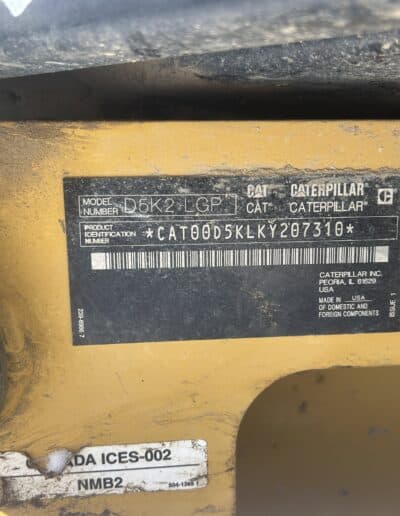 MODEL NUMBER D5K2 LGP
CAT CATERPILLAR
CAT® CATERPILLAR®
PRODUCT IDENTIFICATION NUMBER *CAT00D5KLKY207310*
CATERPILLAR INC.
PEORIA, IL 61629
USA
MADE IN USA
OF DOMESTIC AND
FOREIGN COMPONENTS
ISSUE 1
ADA ICES-002
NMB2